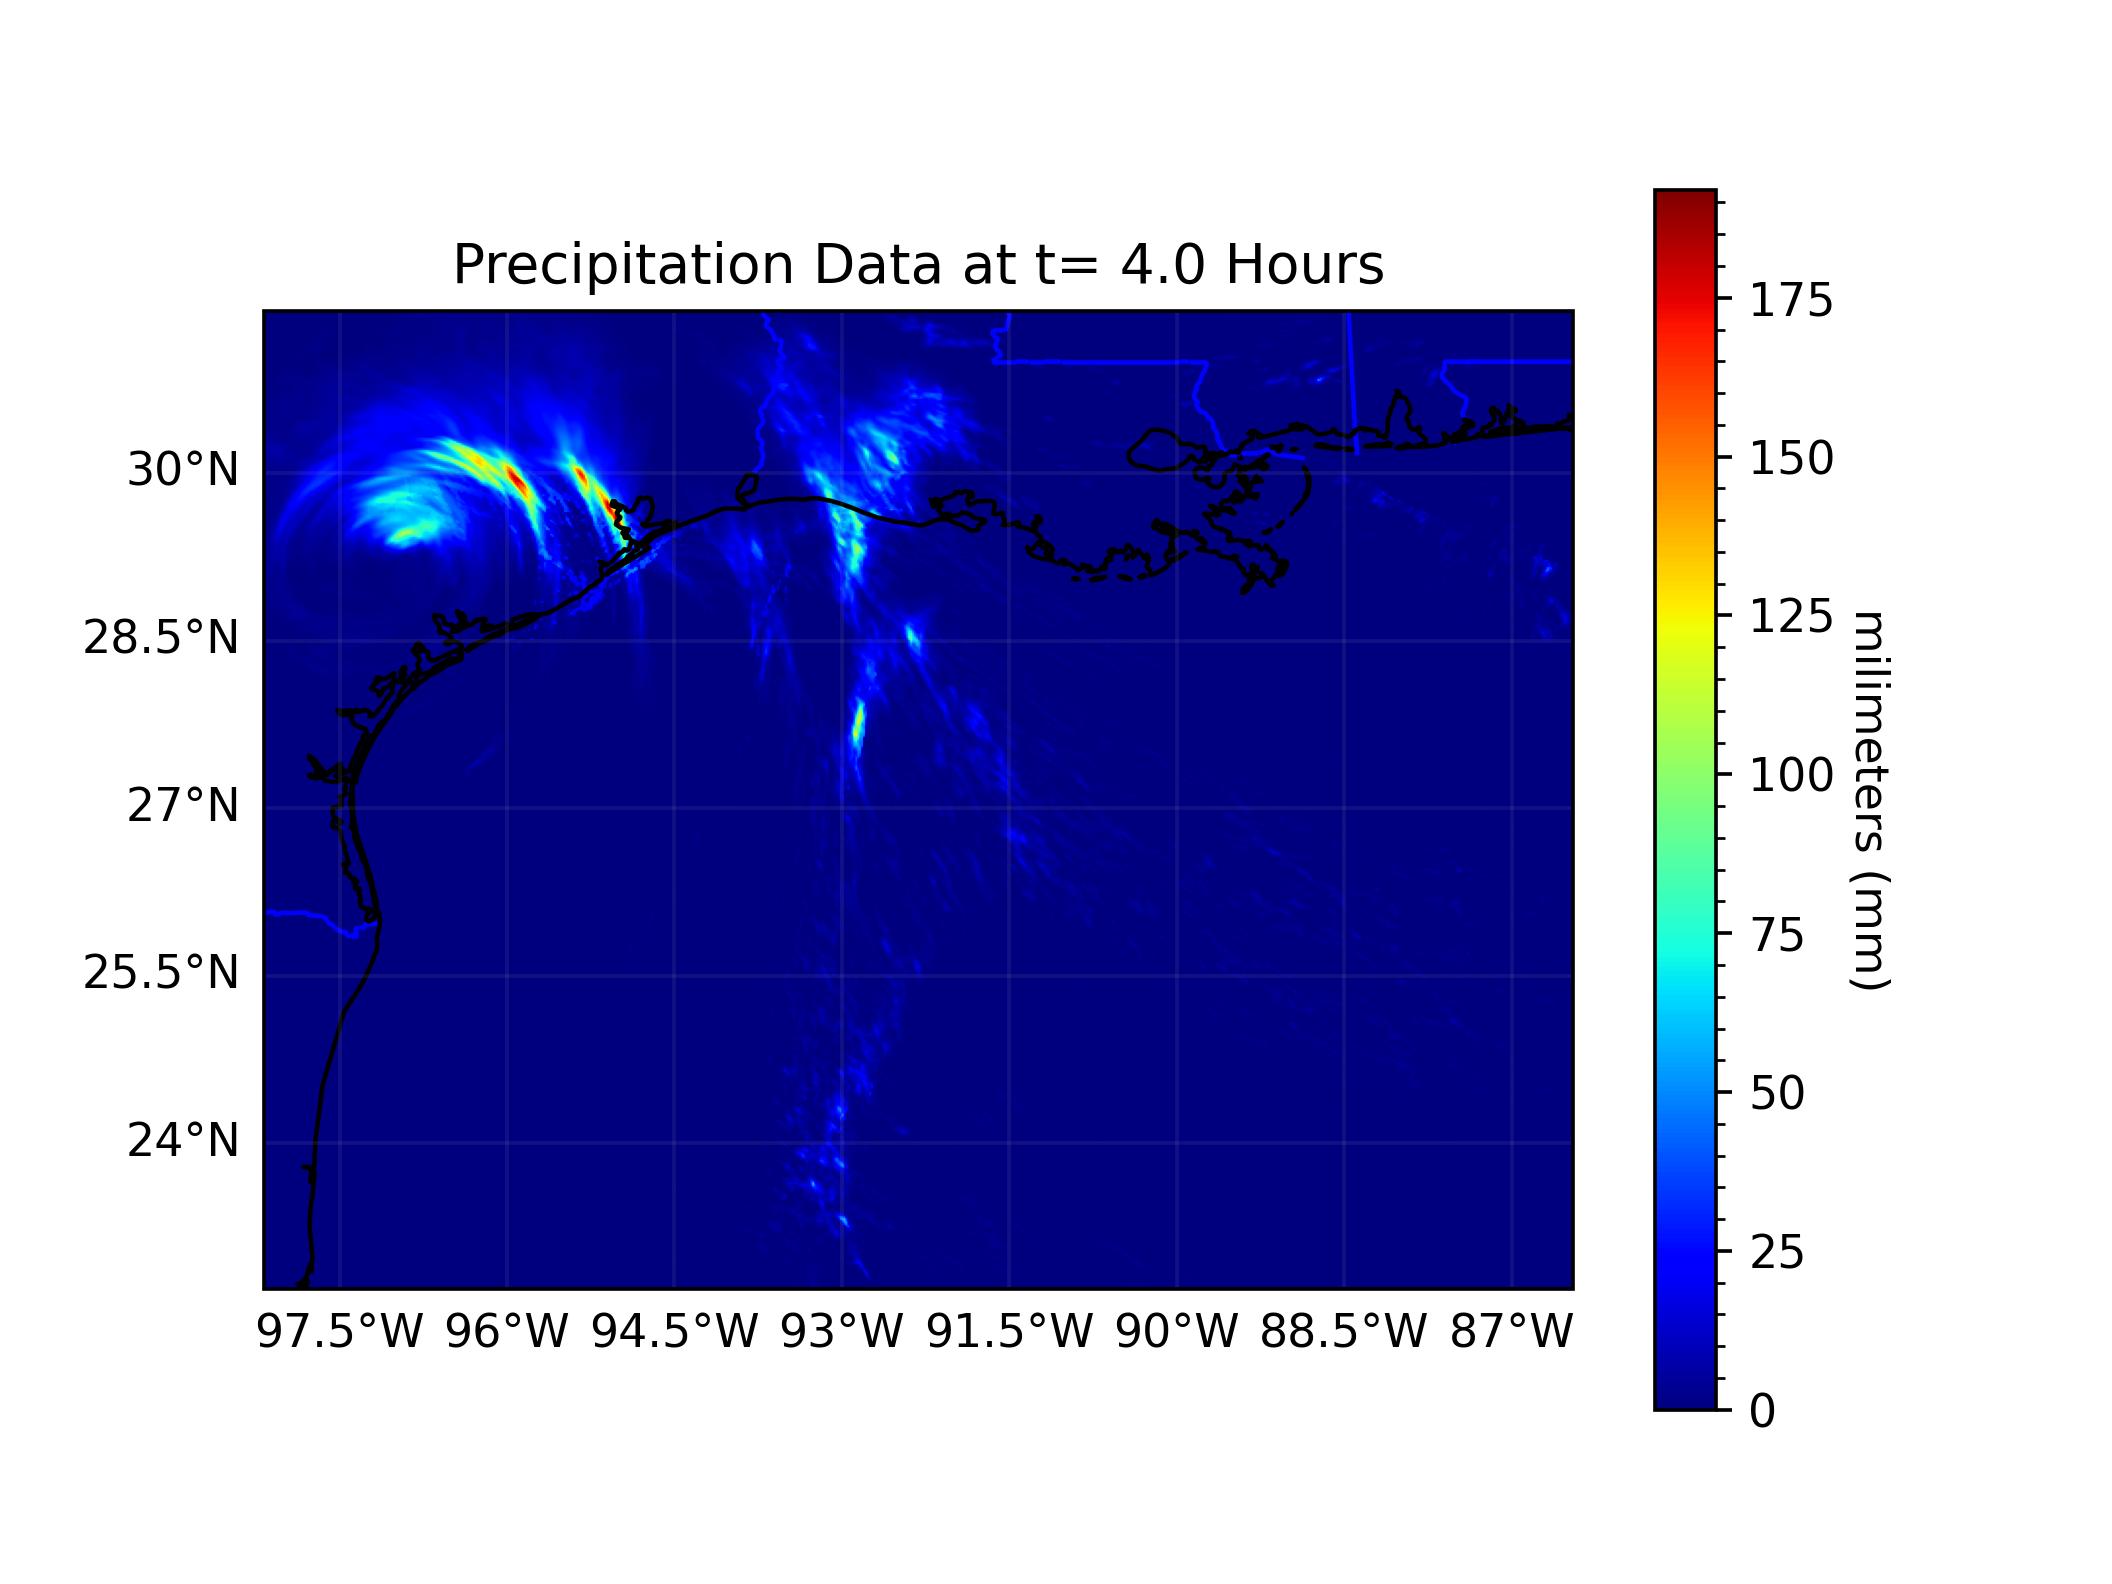 Precipitation Data at t= 4.0 Hours
30°N
28.5°N
27°N
25.5°N
24°N
97.5°W 96°W 94.5°W 93°W 91.5°W 90°W 88.5°W 87°W
175
150
125
100
75
50
25
0
millimeters (mm)